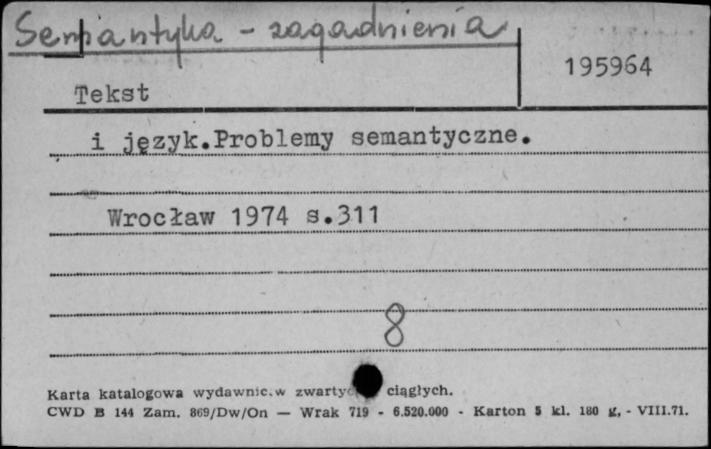 Semantyka - zagadnienia
195964
Tekst
i język.Problemy semantyczne.
Wrocław 1974 s.311
8
Karta katalogowa wydawnic.w ciągłych.
CWD B 144 Zam. 869/Dw/On — Wrak 719 - 6.520.000 - Karton 5 kl. 180 g, - VIII.71.